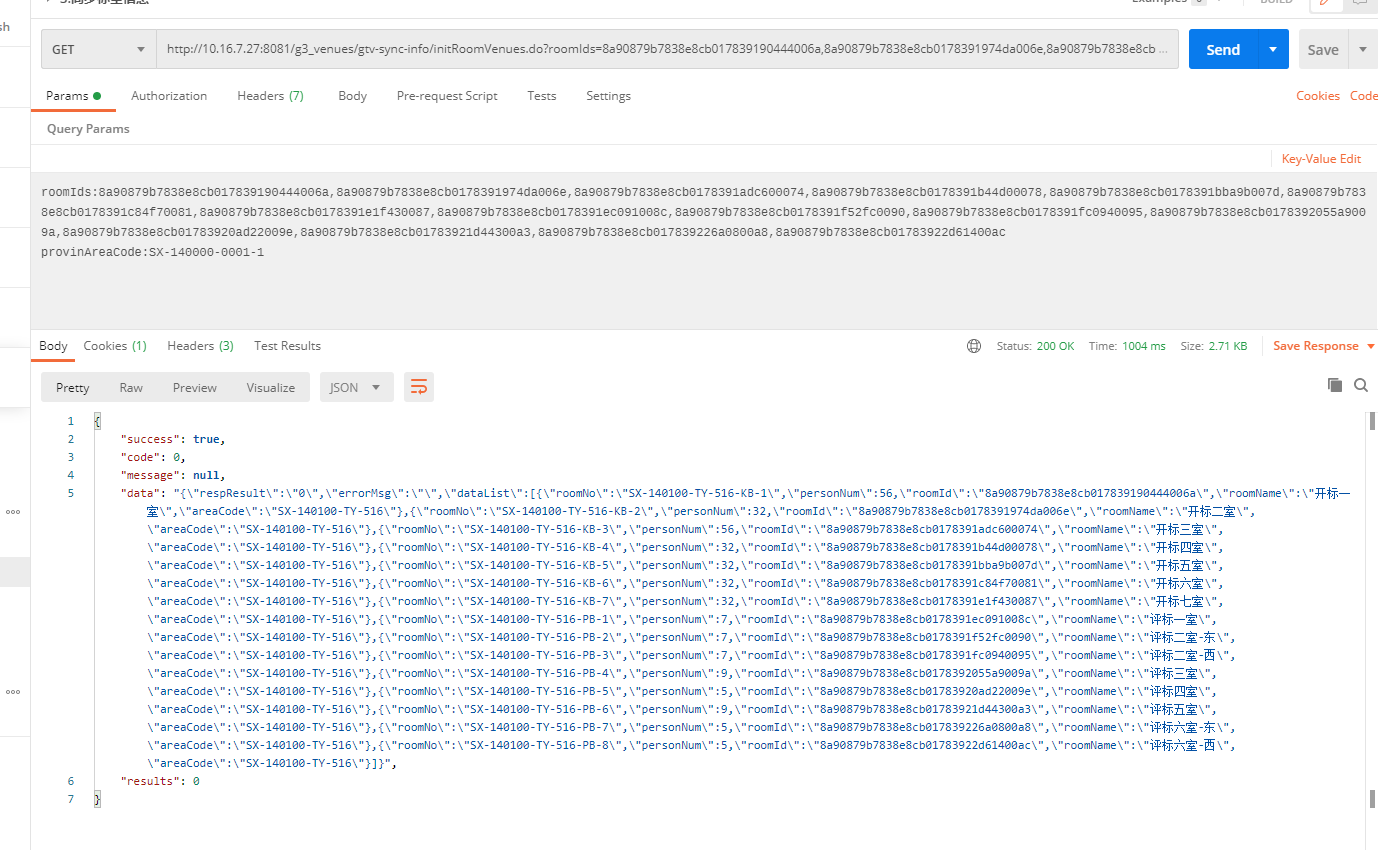 sh
3.同步标室信息
Examples 0
BUILD
GET
http://10.16.7.27:8081/g3_venues/gtv-sync-info/initRoomVenues.do?roomIds=8a90879b7838e8cb017839190444006a,8a90879b7838e8cb0178391974da006e,8a90879b7838e8cb ...
Send
Save
Params
Authorization
Headers (7)
Body
Pre-request Script
Tests
Settings
Cookies
Code
Query Params
Key-Value Edit
roomIds:8a90879b7838e8cb017839190444006a,8a90879b7838e8cb0178391974da006e,8a90879b7838e8cb0178391adc600074,8a90879b7838e8cb0178391b44d00078,8a90879b7838e8cb0178391bba9b007d,8a90879b783
8e8cb0178391c84f70081,8a90879b7838e8cb0178391e1f430087,8a90879b7838e8cb0178391ec091008c,8a90879b7838e8cb0178391f52fc0090,8a90879b7838e8cb0178391fc0940095,8a90879b7838e8cb0178392055a900
9a,8a90879b7838e8cb01783920ad22009e,8a90879b7838e8cb01783921d44300a3,8a90879b7838e8cb017839226a0800a8,8a90879b7838e8cb01783922d61400ac
provinAreaCode:SX-140000-0001-1
Body
Cookies (1)
Headers (3)
Test Results
Status: 200 OK
Time: 1004 ms
Size: 2.71 KB
Save Response
Pretty
Raw
Preview
Visualize
JSON
1 {
2 "success": true,
3 "code": 0,
4 "message": null,
5 "data": "{\"respResult\":\"0\",\"errorMsg\":\"\",\"dataList\":[{\"roomNo\":\"SX-140100-TY-516-KB-1\",\"personNum\":56,\"roomId\":\"8a90879b7838e8cb017839190444006a\",\"roomName\":\"开标一
室\",\"areaCode\":\"SX-140100-TY-516\"},{\"roomNo\":\"SX-140100-TY-516-KB-2\",\"personNum\":32,\"roomId\":\"8a90879b7838e8cb0178391974da006e\",\"roomName\":\"开标二室\",
\"areaCode\":\"SX-140100-TY-516\"},{\"roomNo\":\"SX-140100-TY-516-KB-3\",\"personNum\":56,\"roomId\":\"8a90879b7838e8cb0178391adc600074\",\"roomName\":\"开标三室\",
\"areaCode\":\"SX-140100-TY-516\"},{\"roomNo\":\"SX-140100-TY-516-KB-4\",\"personNum\":32,\"roomId\":\"8a90879b7838e8cb0178391b44d00078\",\"roomName\":\"开标四室\",
\"areaCode\":\"SX-140100-TY-516\"},{\"roomNo\":\"SX-140100-TY-516-KB-5\",\"personNum\":32,\"roomId\":\"8a90879b7838e8cb0178391bba9b007d\",\"roomName\":\"开标五室\",
\"areaCode\":\"SX-140100-TY-516\"},{\"roomNo\":\"SX-140100-TY-516-KB-6\",\"personNum\":32,\"roomId\":\"8a90879b7838e8cb0178391c84f70081\",\"roomName\":\"开标六室\",
\"areaCode\":\"SX-140100-TY-516\"},{\"roomNo\":\"SX-140100-TY-516-KB-7\",\"personNum\":32,\"roomId\":\"8a90879b7838e8cb0178391e1f430087\",\"roomName\":\"开标七室\",
\"areaCode\":\"SX-140100-TY-516\"},{\"roomNo\":\"SX-140100-TY-516-PB-1\",\"personNum\":7,\"roomId\":\"8a90879b7838e8cb0178391ec091008c\",\"roomName\":\"评标一室\",
\"areaCode\":\"SX-140100-TY-516\"},{\"roomNo\":\"SX-140100-TY-516-PB-2\",\"personNum\":7,\"roomId\":\"8a90879b7838e8cb0178391f52fc0090\",\"roomName\":\"评标二室-东\",
\"areaCode\":\"SX-140100-TY-516\"},{\"roomNo\":\"SX-140100-TY-516-PB-3\",\"personNum\":7,\"roomId\":\"8a90879b7838e8cb0178391fc0940095\",\"roomName\":\"评标二室-西\",
\"areaCode\":\"SX-140100-TY-516\"},{\"roomNo\":\"SX-140100-TY-516-PB-4\",\"personNum\":9,\"roomId\":\"8a90879b7838e8cb0178392055a9009a\",\"roomName\":\"评标三室\",
\"areaCode\":\"SX-140100-TY-516\"},{\"roomNo\":\"SX-140100-TY-516-PB-5\",\"personNum\":5,\"roomId\":\"8a90879b7838e8cb01783920ad22009e\",\"roomName\":\"评标四室\",
\"areaCode\":\"SX-140100-TY-516\"},{\"roomNo\":\"SX-140100-TY-516-PB-6\",\"personNum\":9,\"roomId\":\"8a90879b7838e8cb01783921d44300a3\",\"roomName\":\"评标五室\",
\"areaCode\":\"SX-140100-TY-516\"},{\"roomNo\":\"SX-140100-TY-516-PB-7\",\"personNum\":5,\"roomId\":\"8a90879b7838e8cb017839226a0800a8\",\"roomName\":\"评标六室-东\",
\"areaCode\":\"SX-140100-TY-516\"},{\"roomNo\":\"SX-140100-TY-516-PB-8\",\"personNum\":5,\"roomId\":\"8a90879b7838e8cb01783922d61400ac\",\"roomName\":\"评标六室-西\",
\"areaCode\":\"SX-140100-TY-516\"}]}",
6 "results": 0
7 }